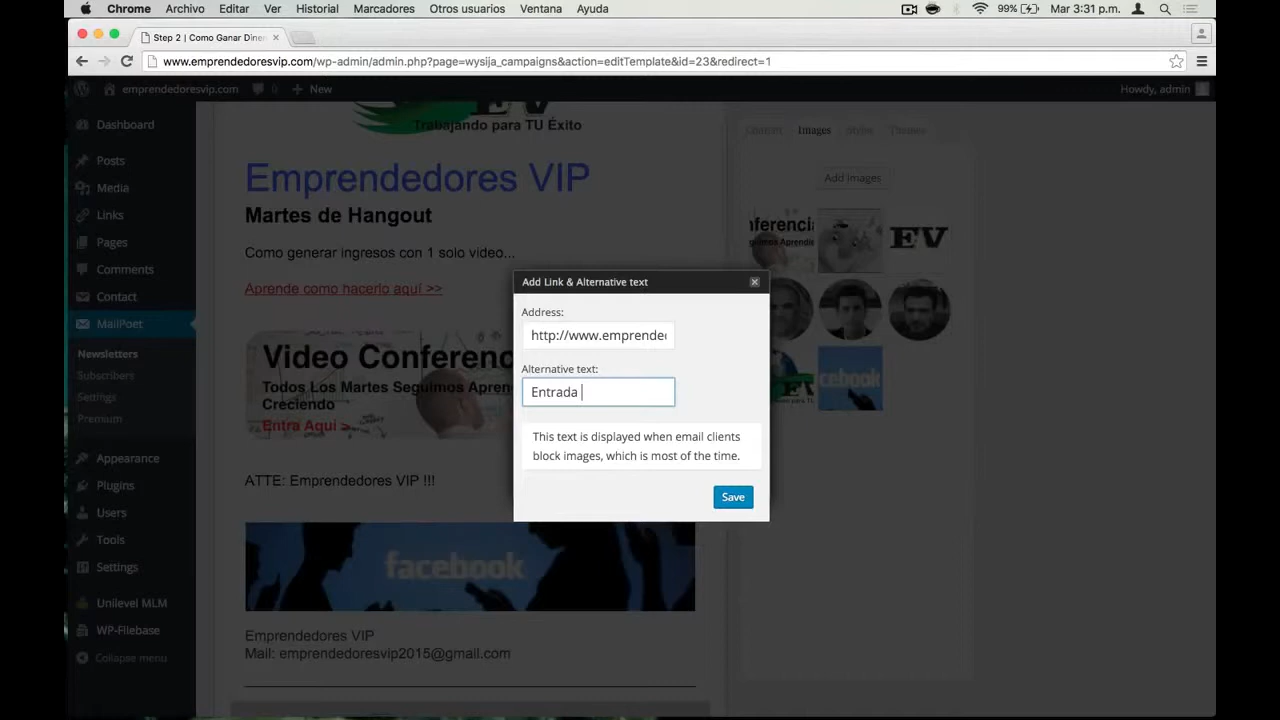 Chrome Archivo Editar Ver Historial Marcadores Otros usuarios Ventana Ayuda 99% Mar 3:31 p.m.
Step 2 | Como Ganar Diner
www.emprendedoresvip.com/wp-admin/admin.php?page=wysija_campaigns&action=editTemplate&id=23&redirect=1
emprendedoresvip.com 0 + New Howdy, admin
Dashboard
Posts
Media
Links
Pages
Comments
Contact
MailPoet
Newsletters
Subscribers
Settings
Premium
Appearance
Plugins
Users
Tools
Settings
Unilevel MLM
WP-Filebase
Collapse menu
EV
Trabajando para TU Éxito
Emprendedores VIP
Martes de Hangout
Como generar ingresos con 1 solo video...
Aprende como hacerlo aquí >>
Video Conferenc
Todos Los Martes Seguimos Apren
Creciendo
Entra Aqui >
ATTE: Emprendedores VIP !!!
facebook
Emprendedores VIP
Mail: emprendedoresvip2015@gmail.com
Add Link & Alternative text
Address:
http://www.emprended
Alternative text:
Entrada
This text is displayed when email clients
block images, which is most of the time.
Save
Content Images Styles Themes
Add Images
nferencia
EV
cebook